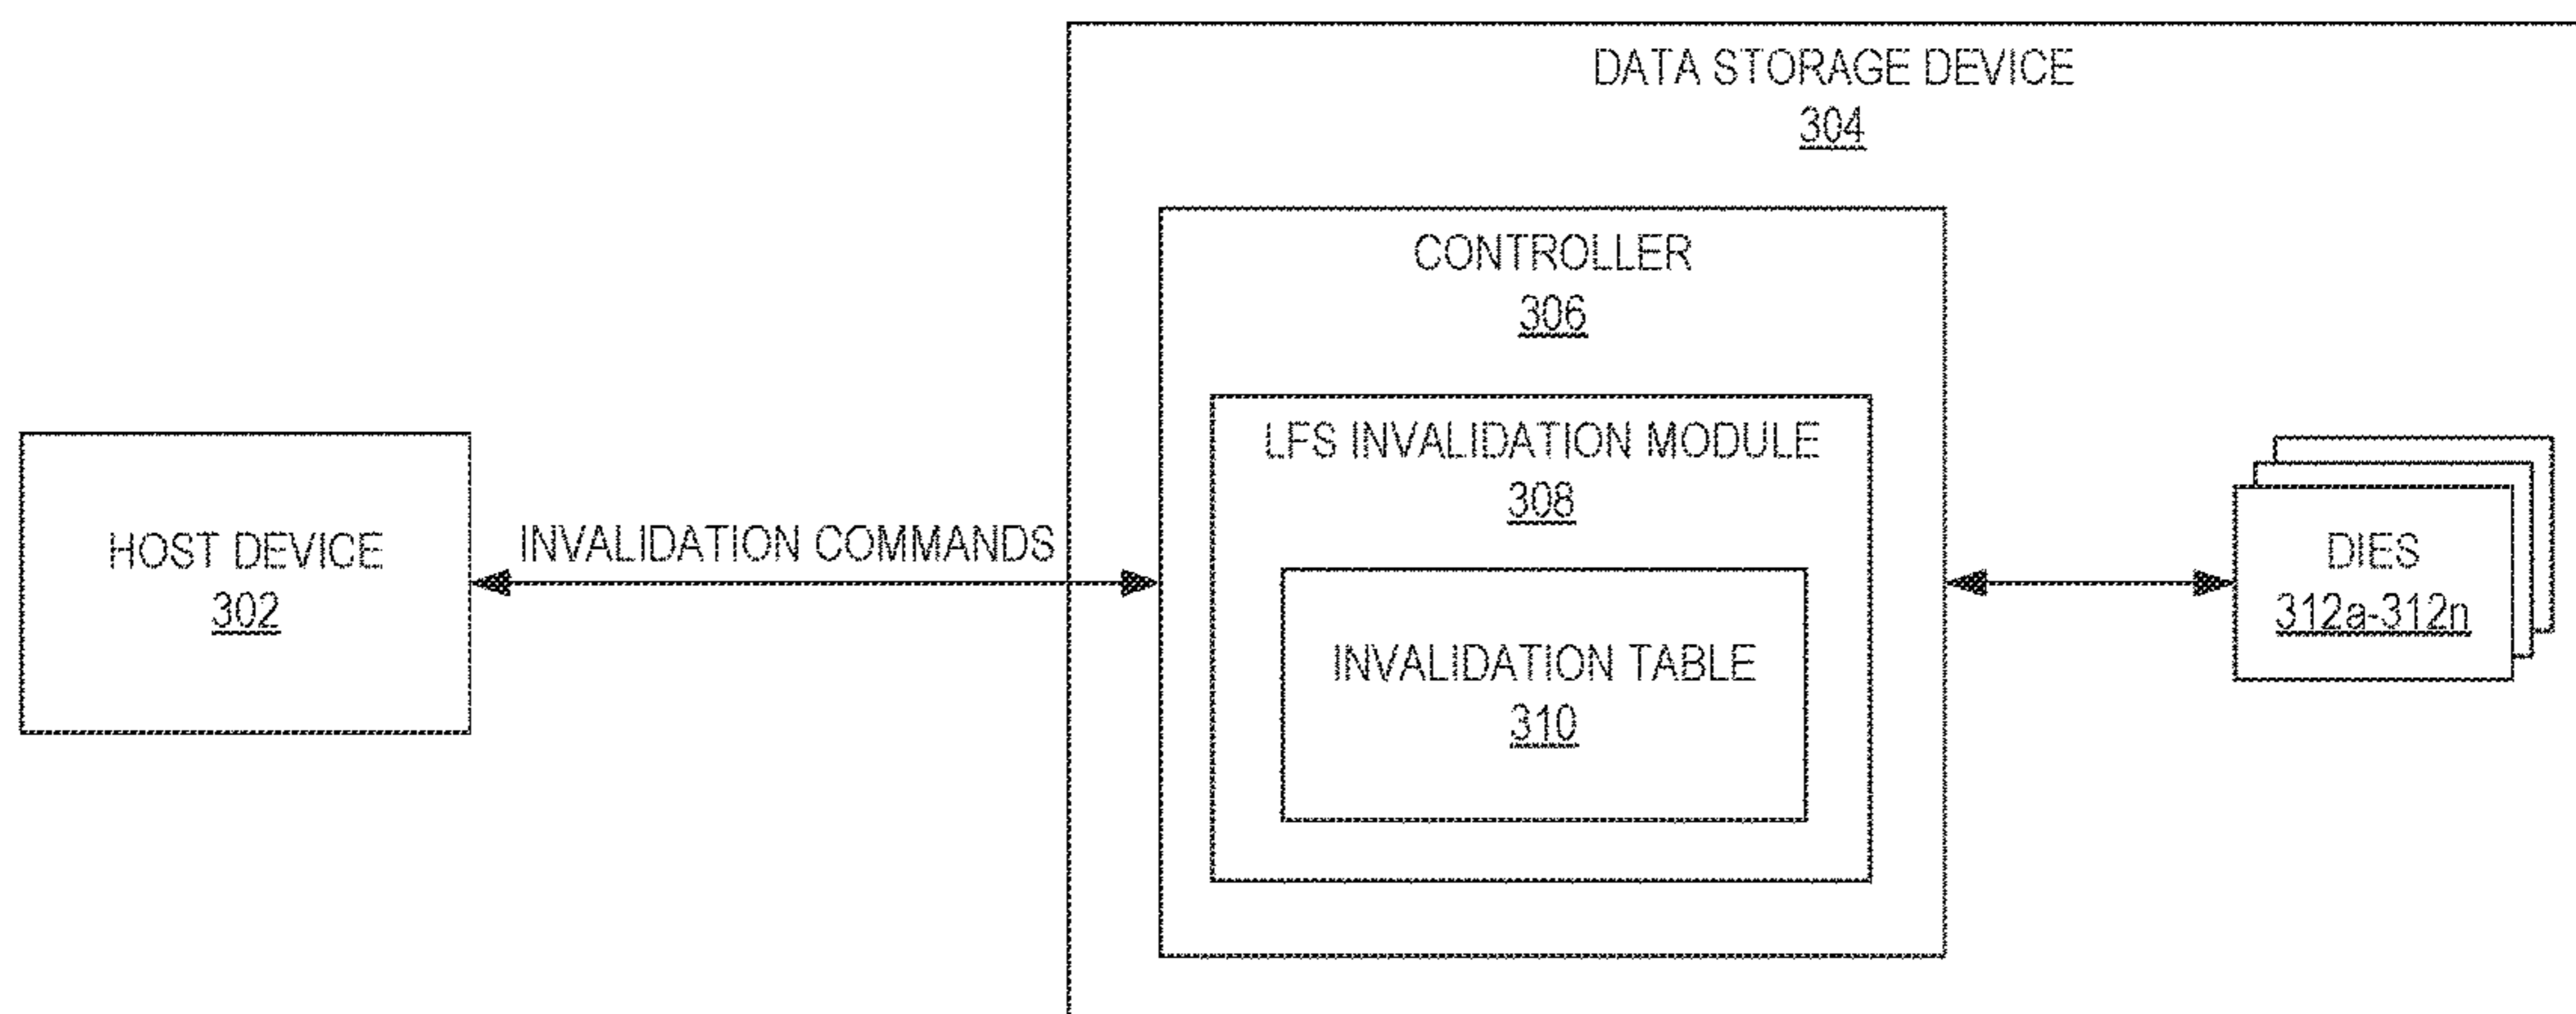 DATA STORAGE DEVICE
304
CONTROLLER
306
LFS INVALIDATION MODULE
308
HOST DEVICE
302
INVALIDATION COMMANDS
INVALIDATION TABLE
310
DIES
312a-312n